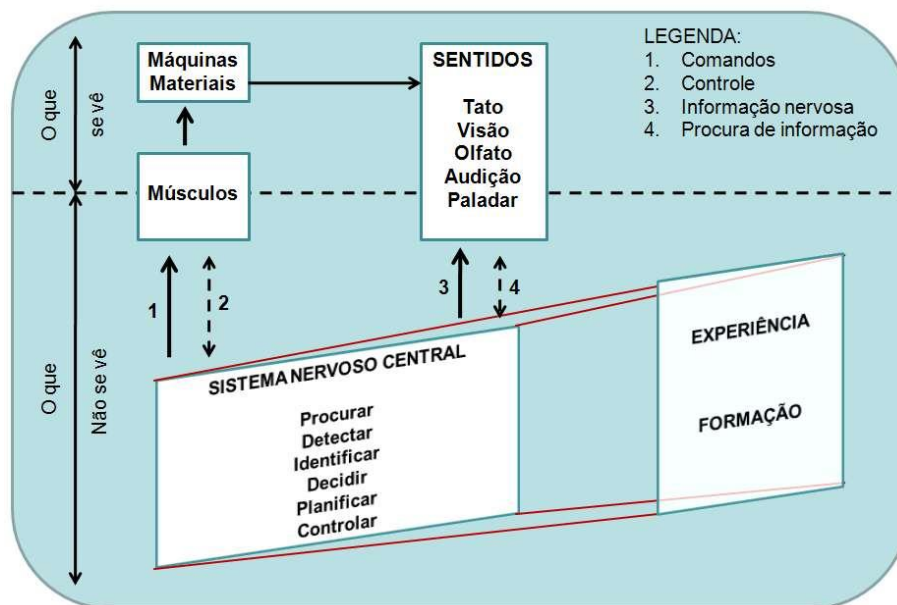 Máquinas
Materiais
SENTIDOS
Tato
Visão
Olfato
Audição
Paladar
LEGENDA:
1. Comandos
2. Controle
3. Informação nervosa
4. Procura de informação
O que
se vê
Músculos
1
2
3
4
O que
Não se vê
SISTEMA NERVOSO CENTRAL
Procurar
Detectar
Identificar
Decidir
Planificar
Controlar
EXPERIÊNCIA
FORMAÇÃO